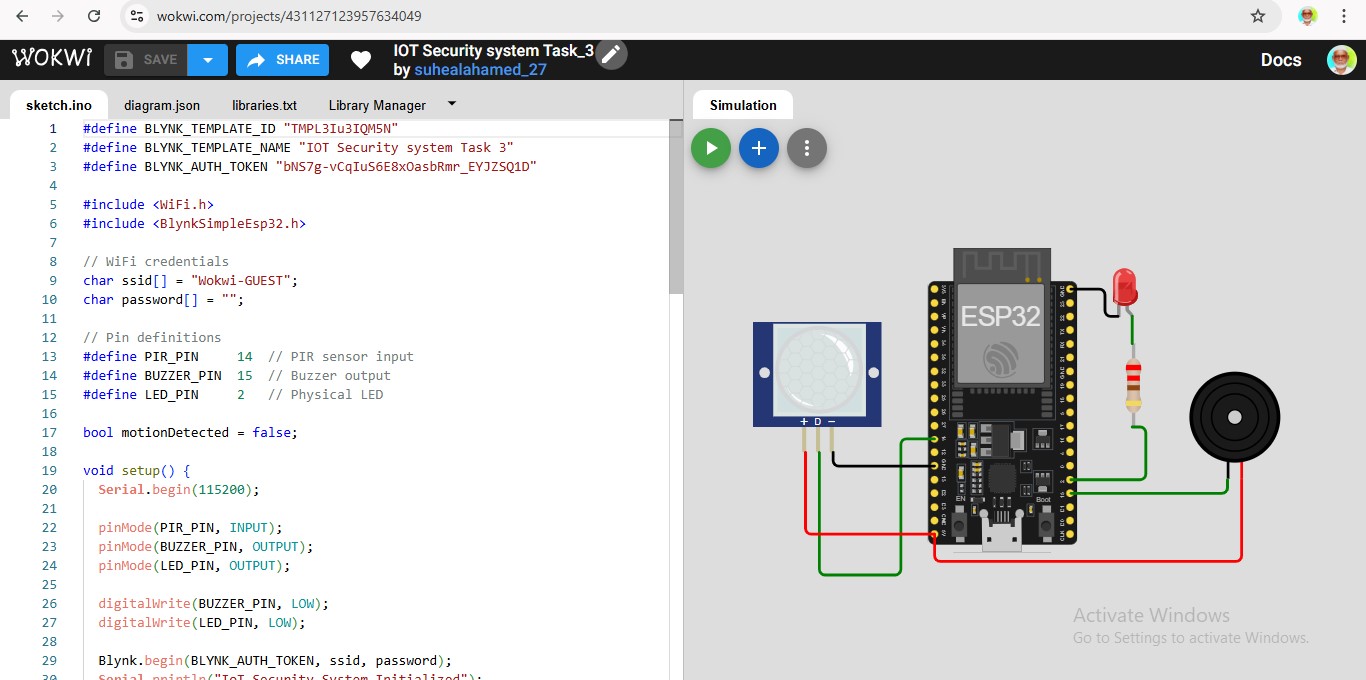 wokwi.com/projects/431127123957634049
WOKWI
SAVE
SHARE
IOT Security system Task_3
by suhealahamed_27
Docs
sketch.ino
diagram.json
libraries.txt
Library Manager
Simulation
1 #define BLYNK_TEMPLATE_ID "TMPL3Iu3IQM5N"
2 #define BLYNK_TEMPLATE_NAME "IOT Security system Task 3"
3 #define BLYNK_AUTH_TOKEN "bNS7g-vCqIuS6E8xOasbRmr_EYJZSQ1D"
4
5 #include <WiFi.h>
6 #include <BlynkSimpleEsp32.h>
7
8 // WiFi credentials
9 char ssid[] = "Wokwi-GUEST";
10 char password[] = "";
11
12 // Pin definitions
13 #define PIR_PIN     14  // PIR sensor input
14 #define BUZZER_PIN  15  // Buzzer output
15 #define LED_PIN     2   // Physical LED
16
17 bool motionDetected = false;
18
19 void setup() {
20   Serial.begin(115200);
21
22   pinMode(PIR_PIN, INPUT);
23   pinMode(BUZZER_PIN, OUTPUT);
24   pinMode(LED_PIN, OUTPUT);
25
26   digitalWrite(BUZZER_PIN, LOW);
27   digitalWrite(LED_PIN, LOW);
28
29   Blynk.begin(BLYNK_AUTH_TOKEN, ssid, password);
30   Serial.println("IoT Security System Initialized");
ESP32
+ D −
EN
Boot
Activate Windows
Go to Settings to activate Windows.